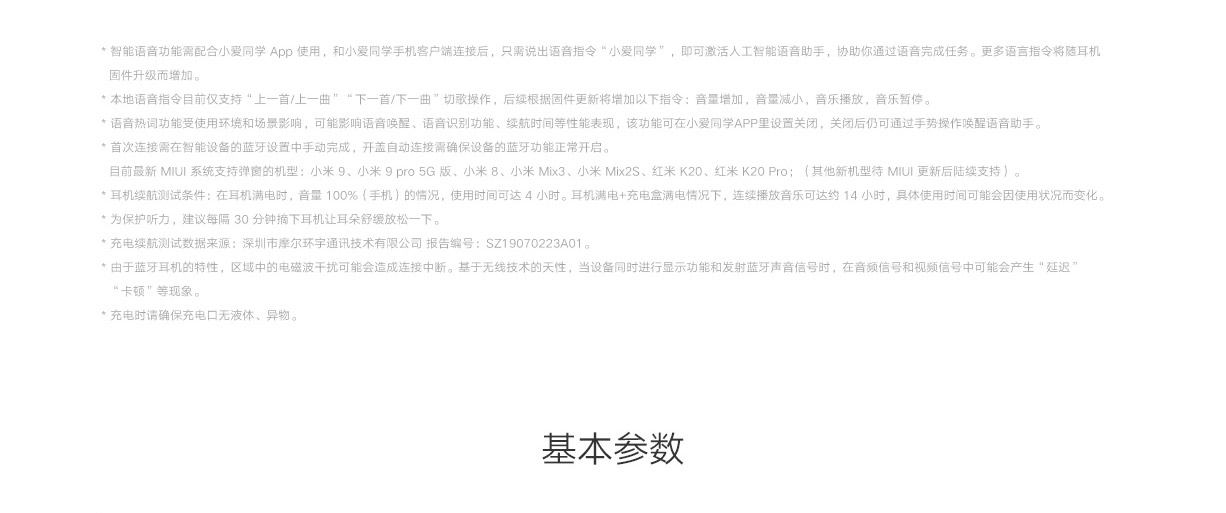 * 智能语音功能需配合小爱同学 App 使用，和小爱同学手机客户端连接后，只需说出语音指令“小爱同学”，即可激活人工智能语音助手，协助你通过语音完成任务。更多语言指令将随耳机
固件升级而增加。
* 本地语音指令目前仅支持“上一首/上一曲”“下一首/下一曲”切歌操作，后续根据固件更新将增加以下指令：音量增加，音量减小，音乐播放，音乐暂停。
* 语音热词功能受使用环境和场景影响，可能影响语音唤醒、语音识别功能、续航时间等性能表现，该功能可在小爱同学APP里设置关闭，关闭后仍可通过手势操作唤醒语音助手。
* 首次连接需在智能设备的蓝牙设置中手动完成，开盖自动连接需确保设备的蓝牙功能正常开启。
目前最新 MIUI 系统支持弹窗的机型：小米 9、小米 9 pro 5G 版、小米 8、小米 Mix3、小米 Mix2S、红米 K20、红米 K20 Pro；（其他新机型待 MIUI 更新后陆续支持）。
* 耳机续航测试条件：在耳机满电时，音量 100%（手机）的情况，使用时间可达 4 小时。耳机满电+充电盒满电情况下，连续播放音乐可达约 14 小时，具体使用时间可能会因使用状况而变化。
* 为保护听力，建议每隔 30 分钟摘下耳机让耳朵舒缓放松一下。
* 充电续航测试数据来源：深圳市摩尔环宇通讯技术有限公司 报告编号：SZ19070223A01。
* 由于蓝牙耳机的特性，区域中的电磁波干扰可能会造成连接中断。基于无线技术的天性，当设备同时进行显示功能和发射蓝牙声音信号时，在音频信号和视频信号中可能会产生“延迟”
“卡顿”等现象。
* 充电时请确保充电口无液体、异物。
基本参数